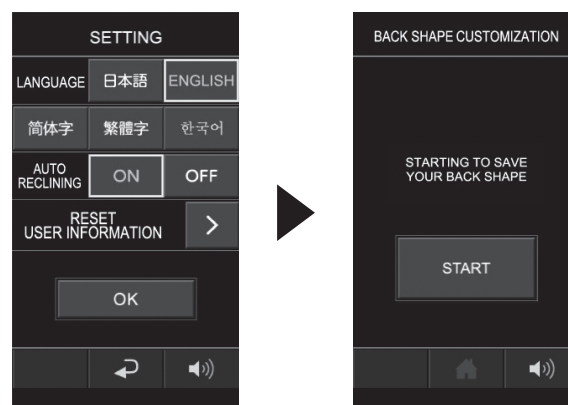 SETTING
LANGUAGE 日本語 ENGLISH
简体字 繁體字 한국어
AUTO
RECLINING ON OFF
RESET
USER INFORMATION >
OK
BACK SHAPE CUSTOMIZATION
STARTING TO SAVE
YOUR BACK SHAPE
START